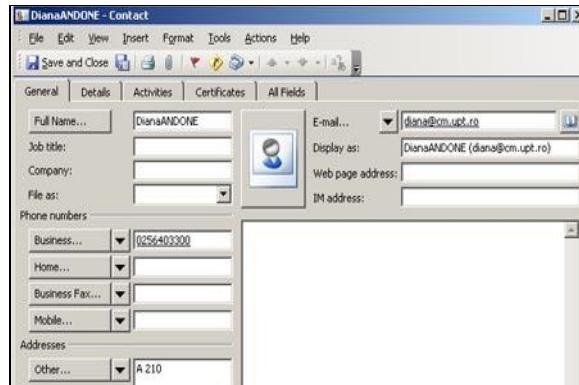 DianaANDONE - Contact
File Edit View Insert Format Tools Actions Help
Save and Close
General Details Activities Certificates All Fields
Full Name... DianaANDONE E-mail... diana@cm.upt.ro
Job title: Display as: DianaANDONE (diana@cm.upt.ro)
Company: Web page address:
File as: IM address:
Phone numbers
Business... 0256403300
Home...
Business Fax...
Mobile...
Addresses
Other... A 210